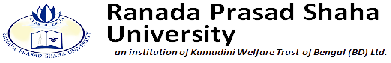 Ranada Prasad Shaha
University
an institution of Kumudini Welfare Trust of Bengal (BD) Ltd.